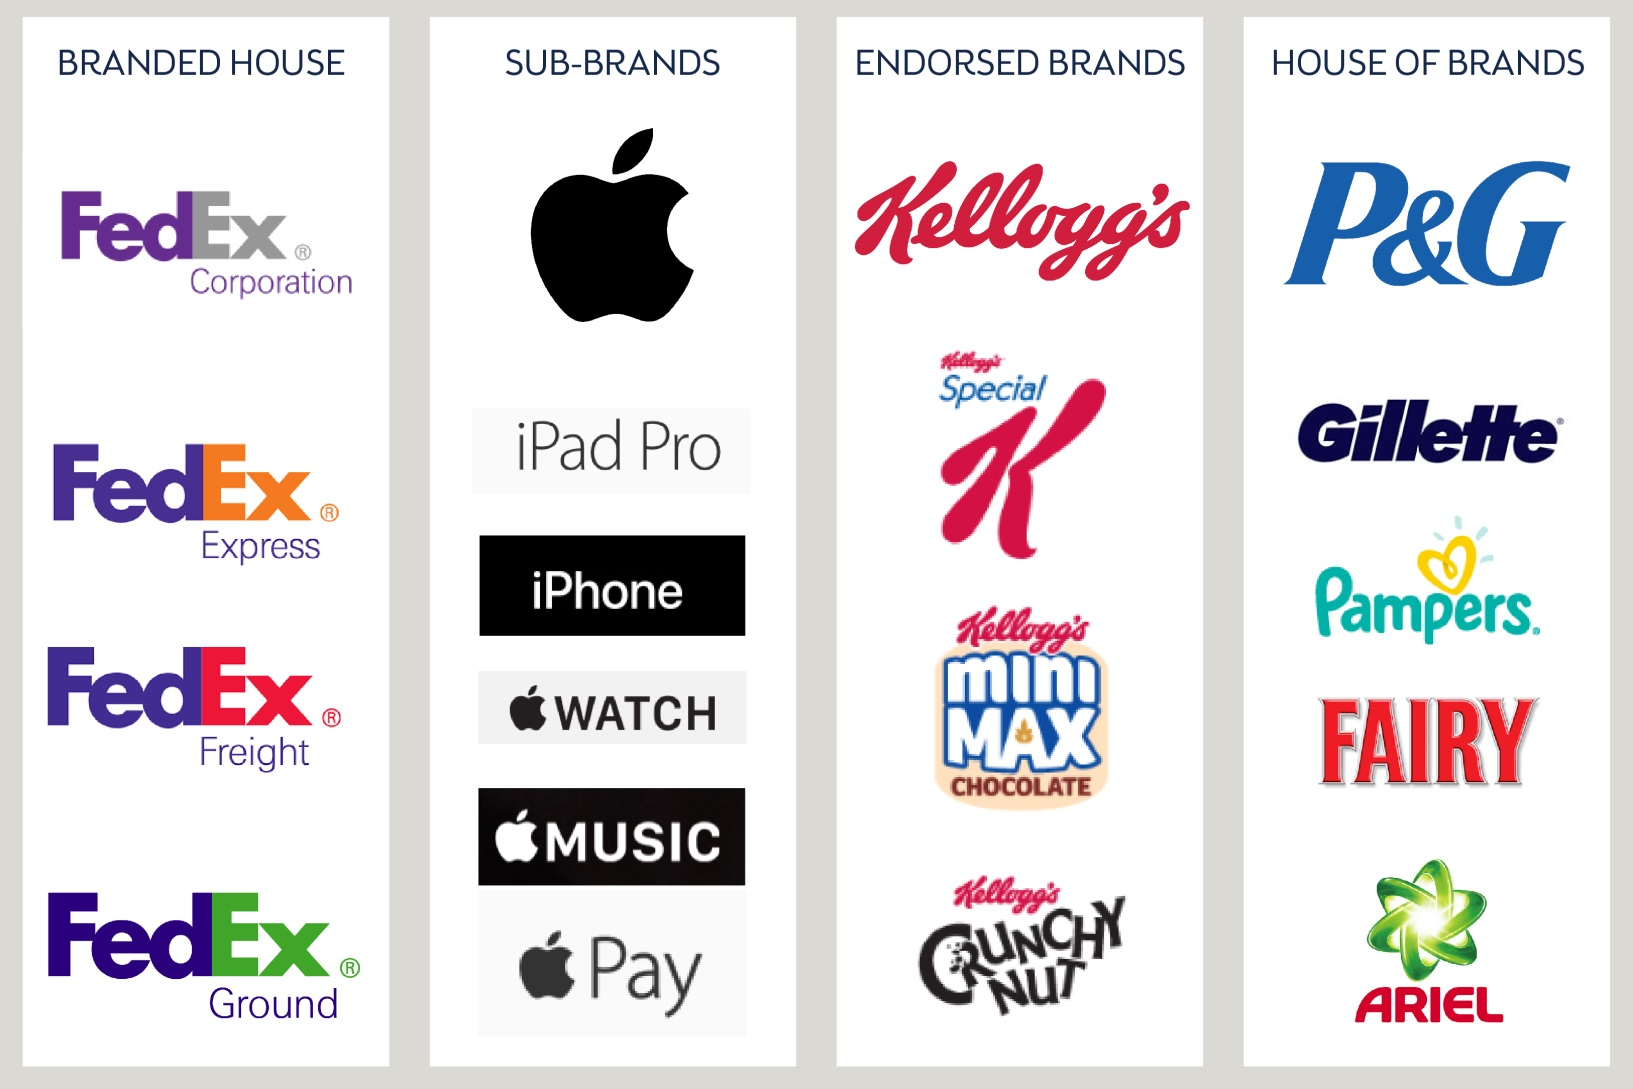 BRANDED HOUSE
FedEx®
Corporation
FedEx®
Express
FedEx®
Freight
FedEx®
Ground
SUB-BRANDS
iPad Pro
iPhone
WATCH
MUSIC
Pay
ENDORSED BRANDS
Kellogg's
Kellogg's
Special
K
Kellogg's
mini
MAX
CHOCOLATE
Kellogg's
CRUNCHY
NUT
HOUSE OF BRANDS
P&G
Gillette®
Pampers.
FAIRY
ARIEL